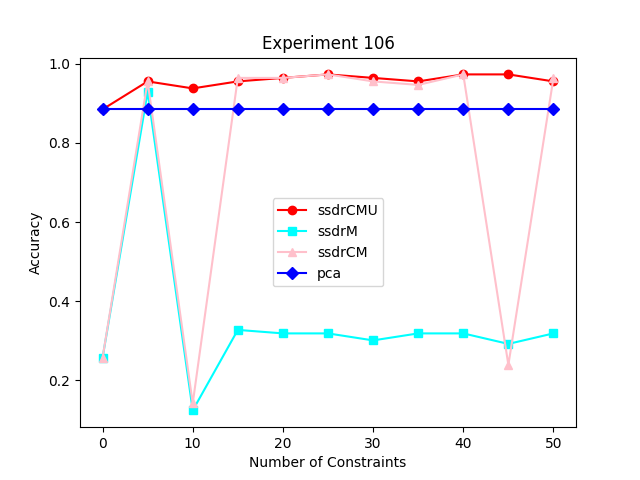 Experiment 106
1.0
0.8
0.6
0.4
0.2
Accuracy
ssdrCMU
ssdrM
ssdrCM
pca
0 10 20 30 40 50
Number of Constraints